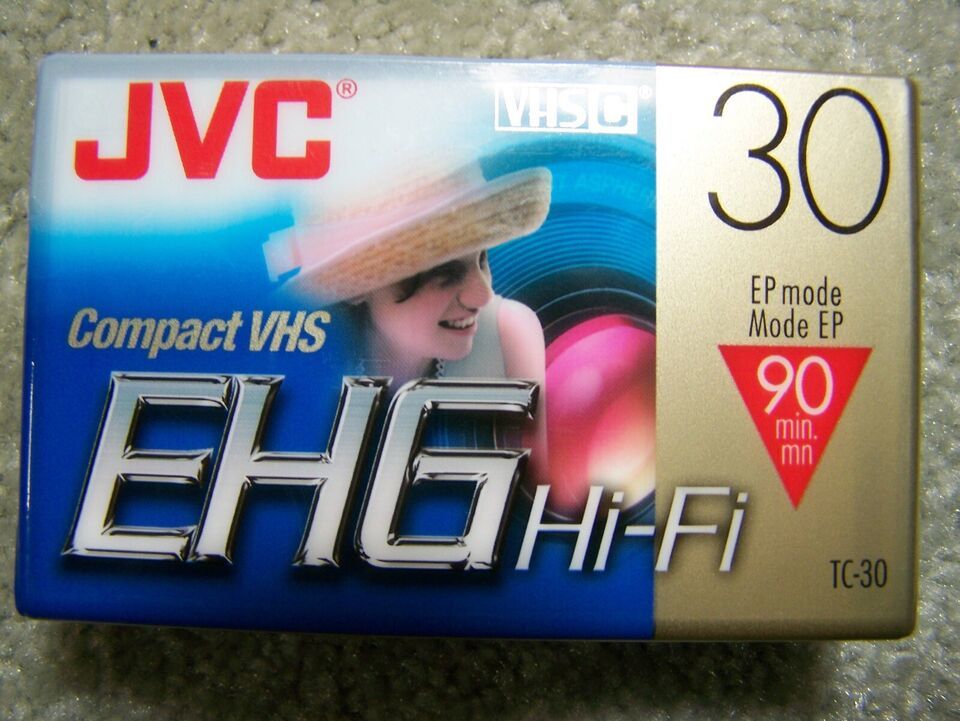 JVC®
VHS C®
30
EP mode
Mode EP
90
min.
mn
Compact VHS
EHG Hi-Fi
TC-30